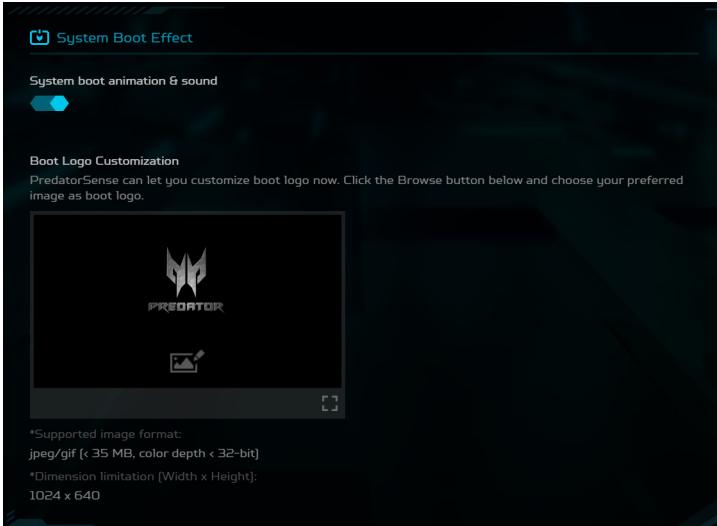 System Boot Effect
System boot animation & sound
Boot Logo Customization
PredatorSense can let you customize boot logo now. Click the Browse button below and choose your preferred
image as boot logo.
PREDATOR
*Supported image format:
jpeg/gif (< 35 MB, color depth < 32-bit)
*Dimension limitation (Width x Height):
1024 x 640